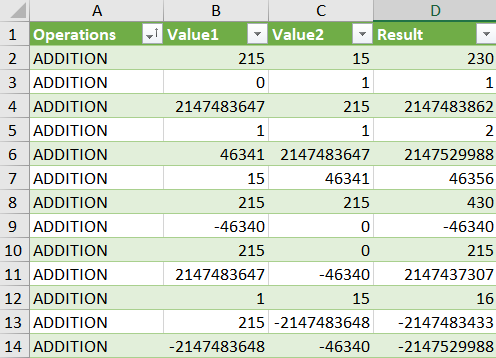 A B C D
1 Operations Value1 Value2 Result
2 ADDITION 215 15 230
3 ADDITION 0 1 1
4 ADDITION 2147483647 215 2147483862
5 ADDITION 1 1 2
6 ADDITION 46341 2147483647 2147529988
7 ADDITION 15 46341 46356
8 ADDITION 215 215 430
9 ADDITION -46340 0 -46340
10 ADDITION 215 0 215
11 ADDITION 2147483647 -46340 2147437307
12 ADDITION 1 15 16
13 ADDITION 215 -2147483648 -2147483433
14 ADDITION -2147483648 -46340 -2147529988